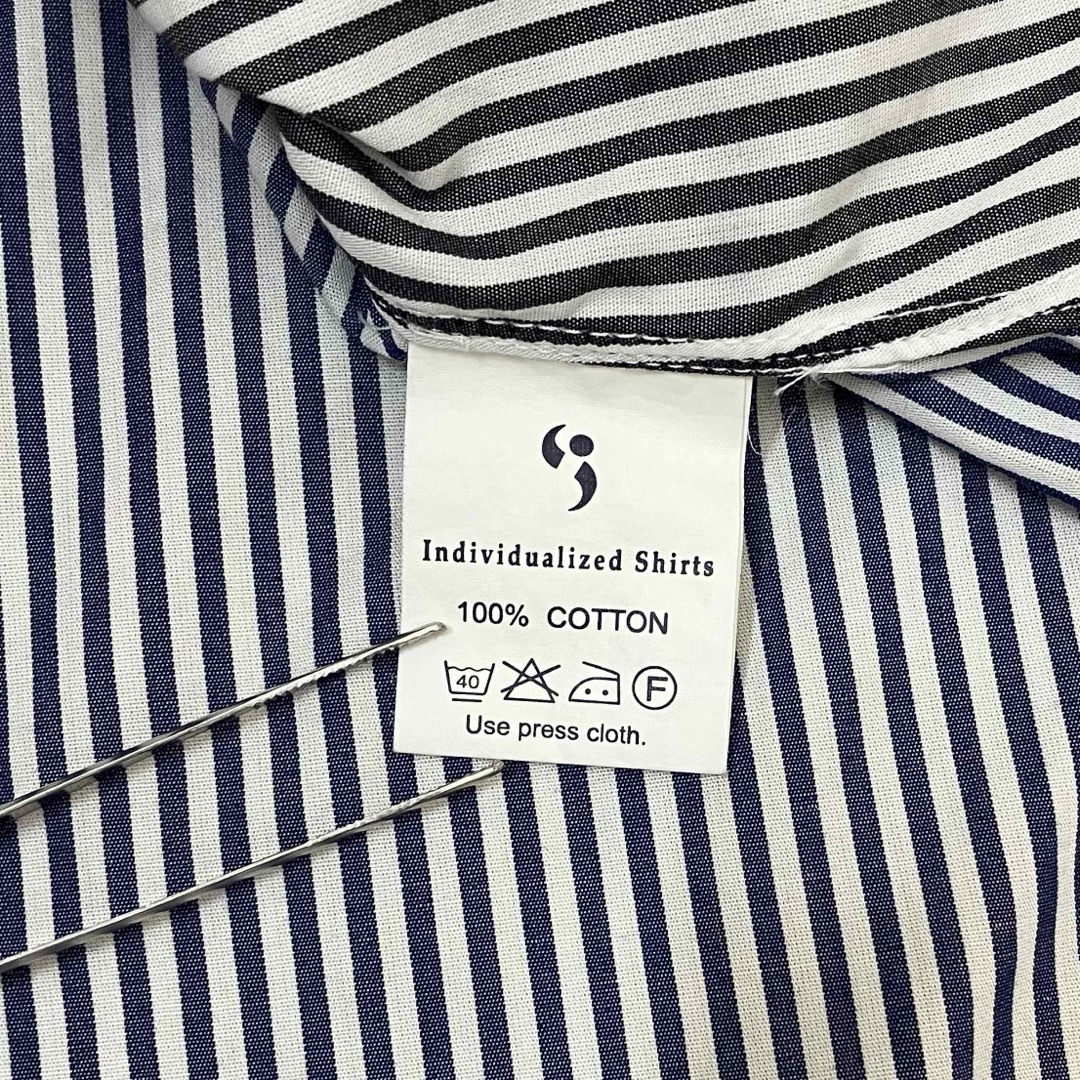 Individualized Shirts
100% COTTON
40 F
Use press cloth.